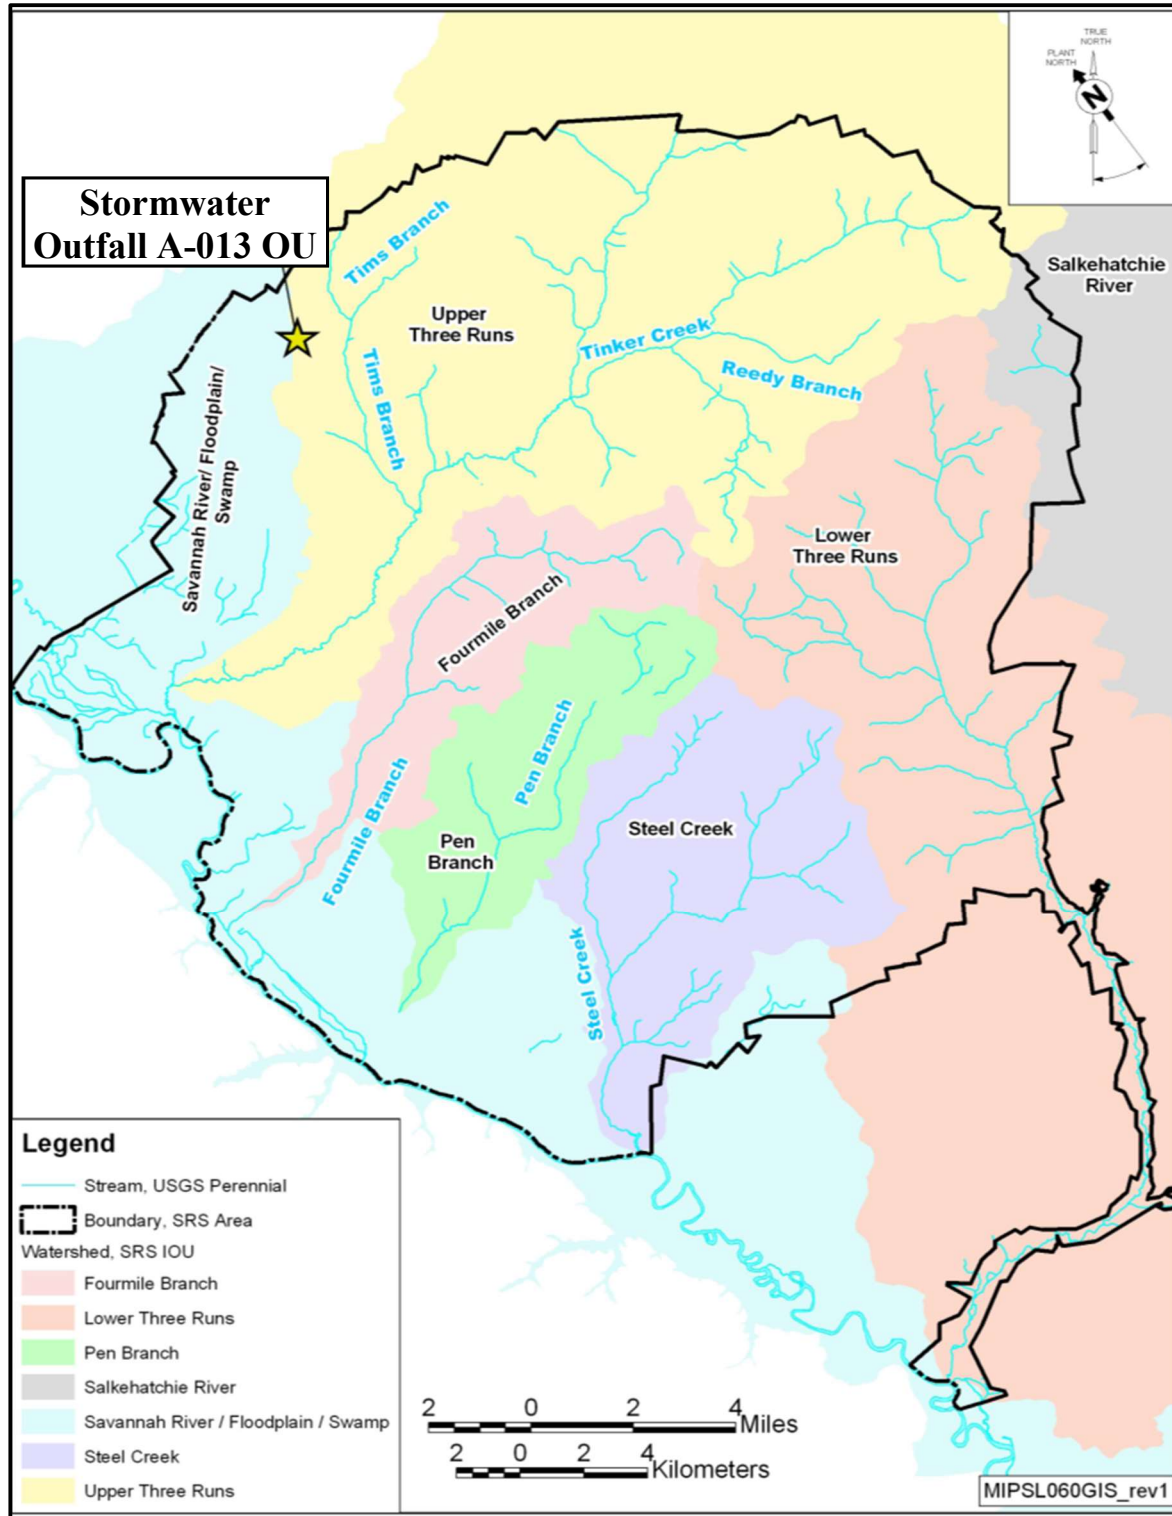 TRUE
NORTH
PLANT
NORTH
N
Stormwater
Outfall A-013 OU
Tims Branch
Salkehatchie
River
Upper
Three Runs
Tinker Creek
Tims Branch
Reedy Branch
Savannah River/ Floodplain/
Swamp
Lower
Three Runs
Fourmile Branch
Pen Branch
Fourmile Branch
Steel Creek
Pen
Branch
Steel Creek
Legend
Stream, USGS Perennial
Boundary, SRS Area
Watershed, SRS IOU
Fourmile Branch
Lower Three Runs
Pen Branch
Salkehatchie River
Savannah River / Floodplain / Swamp
Steel Creek
Upper Three Runs
2 0 2 4 Miles
2 0 2 4 Kilometers
MIPSL060GIS_rev1